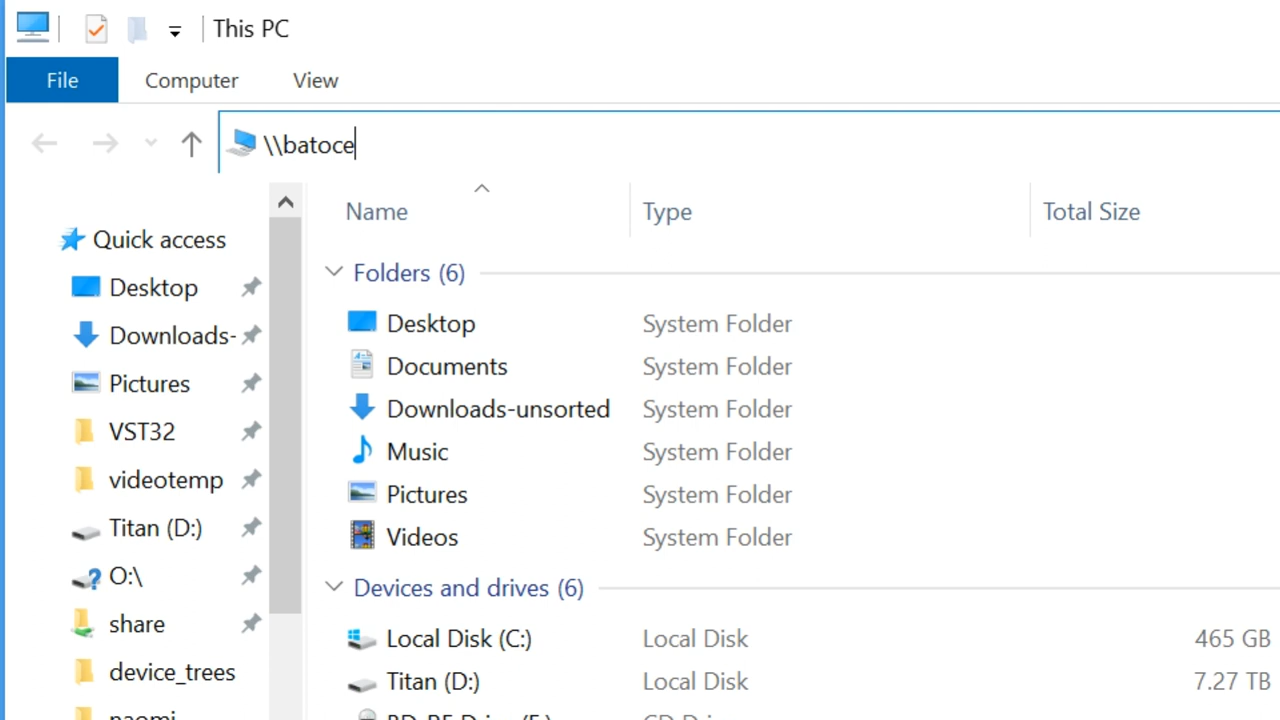 This PC
File Computer View
\\batoce
Name Type Total Size
Quick access
Desktop
Downloads-
Pictures
VST32
videotemp
Titan (D:)
O:\
share
device_trees
Folders (6)
Desktop System Folder
Documents System Folder
Downloads-unsorted System Folder
Music System Folder
Pictures System Folder
Videos System Folder
Devices and drives (6)
Local Disk (C:) Local Disk 465 GB
Titan (D:) Local Disk 7.27 TB